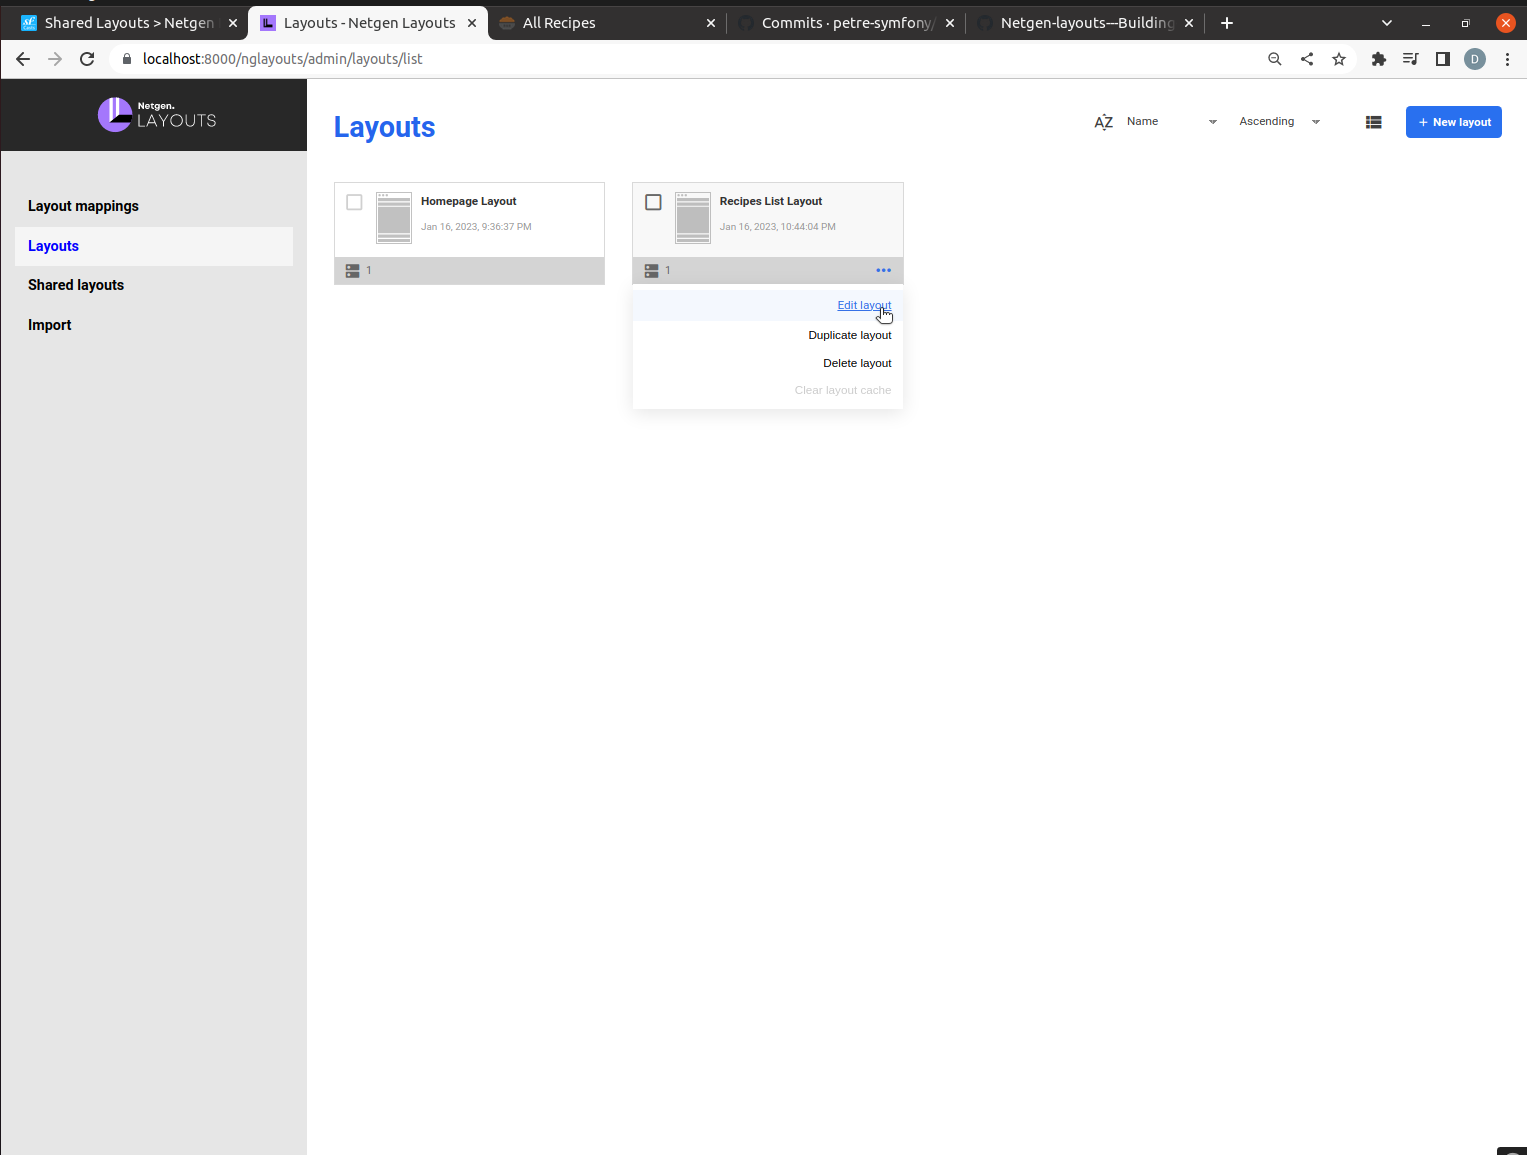 Shared Layouts > Netgen
Layouts - Netgen Layouts
All Recipes
Commits · petre-symfony/
Netgen-layouts---Building
localhost:8000/nglayouts/admin/layouts/list
D
Netgen.
LAYOUTS
Layouts
AZ
Name
Ascending
+ New layout
Layout mappings
Layouts
Shared layouts
Import
Homepage Layout
Jan 16, 2023, 9:36:37 PM
1
Recipes List Layout
Jan 16, 2023, 10:44:04 PM
1
Edit layout
Duplicate layout
Delete layout
Clear layout cache